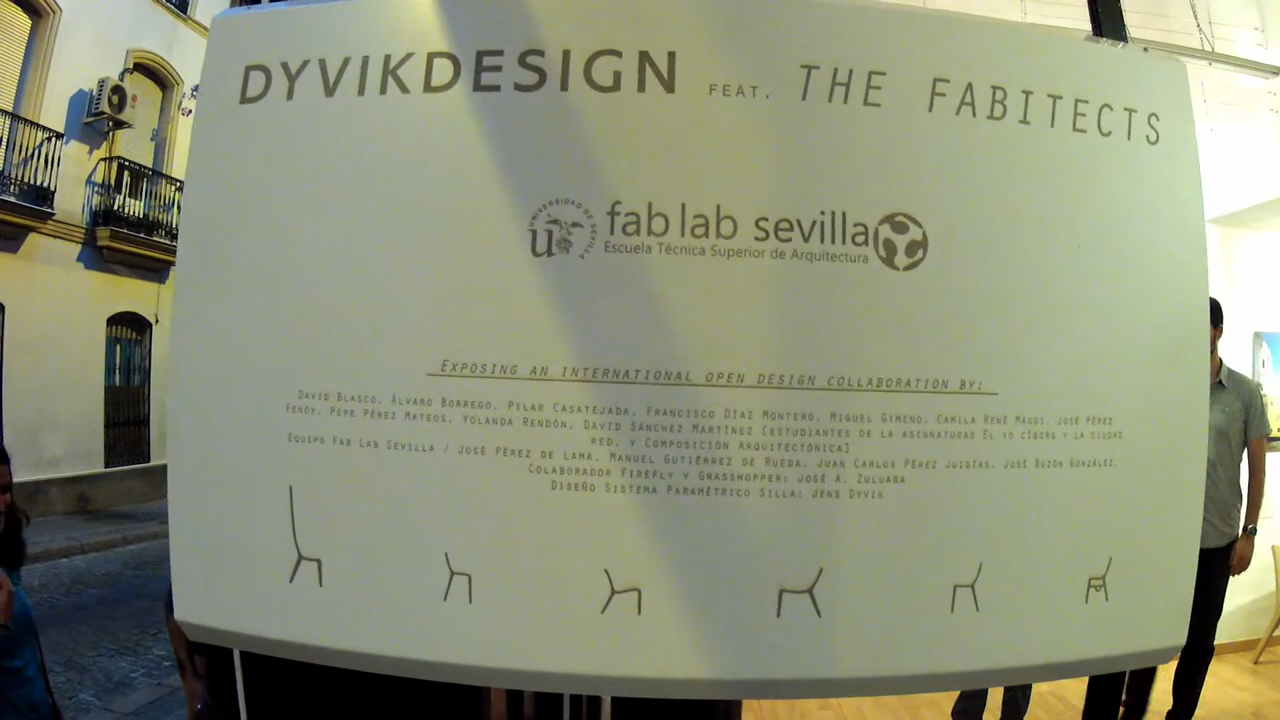 DYVIKDESIGN FEAT. THE FABITECTS
UNIVERSIDAD DE SEVILLA
u
fab lab sevilla
Escuela Técnica Superior de Arquitectura
EXPOSING AN INTERNATIONAL OPEN DESIGN COLLABORATION BY:
DAVID BLASCO, ÁLVARO BORREGO, PILAR CASATEJADA, FRANCISCO DÍAZ MONTERO, MIGUEL GIMENO, CAMILA RENÉ MAGGI, JOSÉ PÉREZ
FENOY, PEPE PÉREZ MATEOS, YOLANDA RENDÓN, DAVID SÁNCHEZ MARTÍNEZ [ESTUDIANTES DE LA ASIGNATURAS EL YO CÍBORG Y LA CIUDAD
RED, Y COMPOSICIÓN ARQUITECTÓNICA]
EQUIPO FAB LAB SEVILLA / JOSÉ PÉREZ DE LAMA, MANUEL GUTIÉRREZ DE RUEDA, JUAN CARLOS PÉREZ JUIDÍAS, JOSÉ BUZÓN GONZÁLEZ.
COLABORADOR FIREFLY Y GRASSHOPPER: JOSÉ A. ZULUAGA
DISEÑO SISTEMA PARAMÉTRICO SILLA: JENS DYVIK